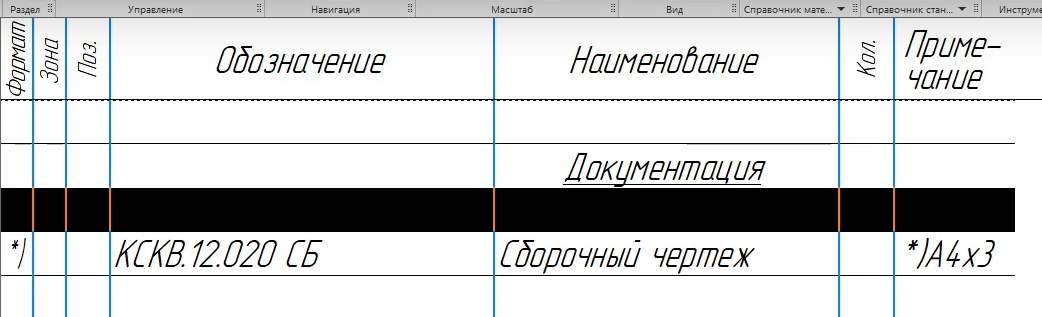 Раздел Управление Навигация Масштаб Вид Справочник мате... Справочник стан... Инструме
Формат Зона Поз. Обозначение Наименование Кол. Приме-
чание
Документация
*) КСКВ.12.020 СБ Сборочный чертеж *)А4х3